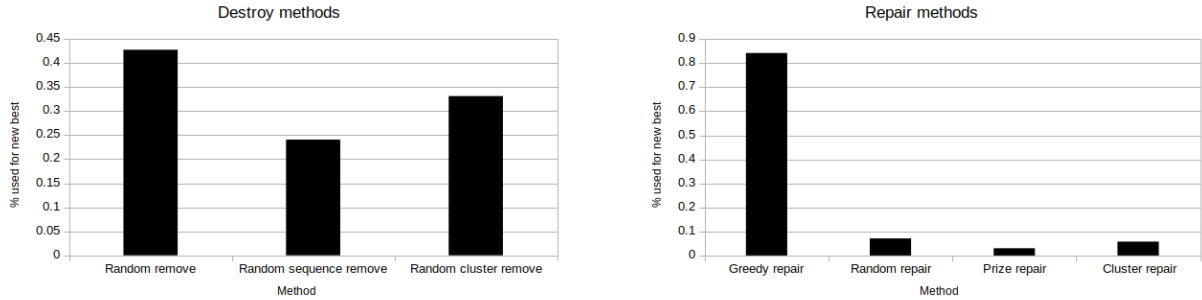 Destroy methods
% used for new best
0.45
0.4
0.35
0.3
0.25
0.2
0.15
0.1
0.05
0
Random remove
Random sequence remove
Random cluster remove
Method
Repair methods
% used for new best
0.9
0.8
0.7
0.6
0.5
0.4
0.3
0.2
0.1
0
Greedy repair
Random repair
Prize repair
Cluster repair
Method